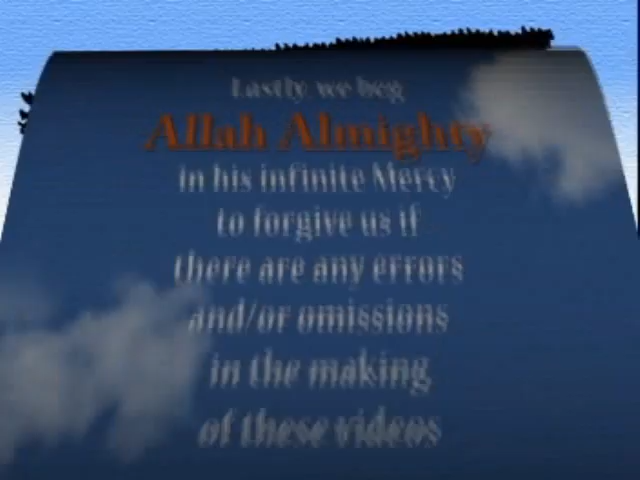 Lastly we beg
Allah Almighty
in his infinite Mercy
to forgive us if
there are any errors
and/or omissions
in the making
of these videos